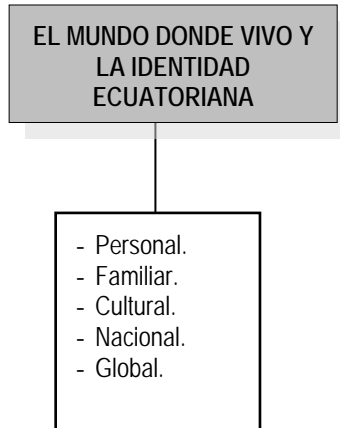 EL MUNDO DONDE VIVO Y
LA IDENTIDAD
ECUATORIANA
- Personal.
- Familiar.
- Cultural.
- Nacional.
- Global.